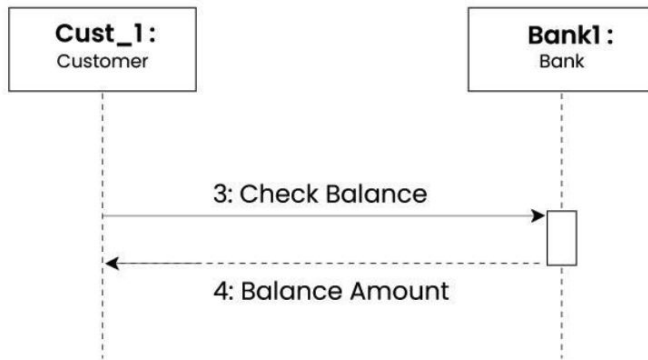 Cust_1 :
Customer
Bank1 :
Bank
3: Check Balance
4: Balance Amount